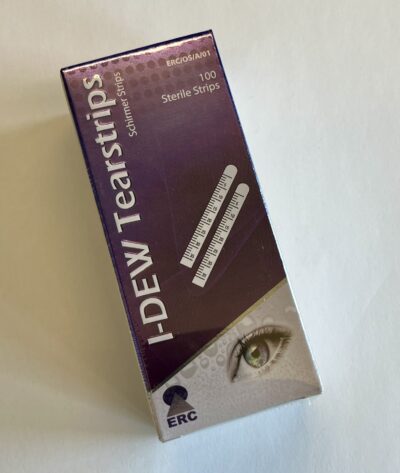 ERC/OS/A/01
100
Sterile Strips
I-DEW Tearstrips
Schirmer Strips
ERC